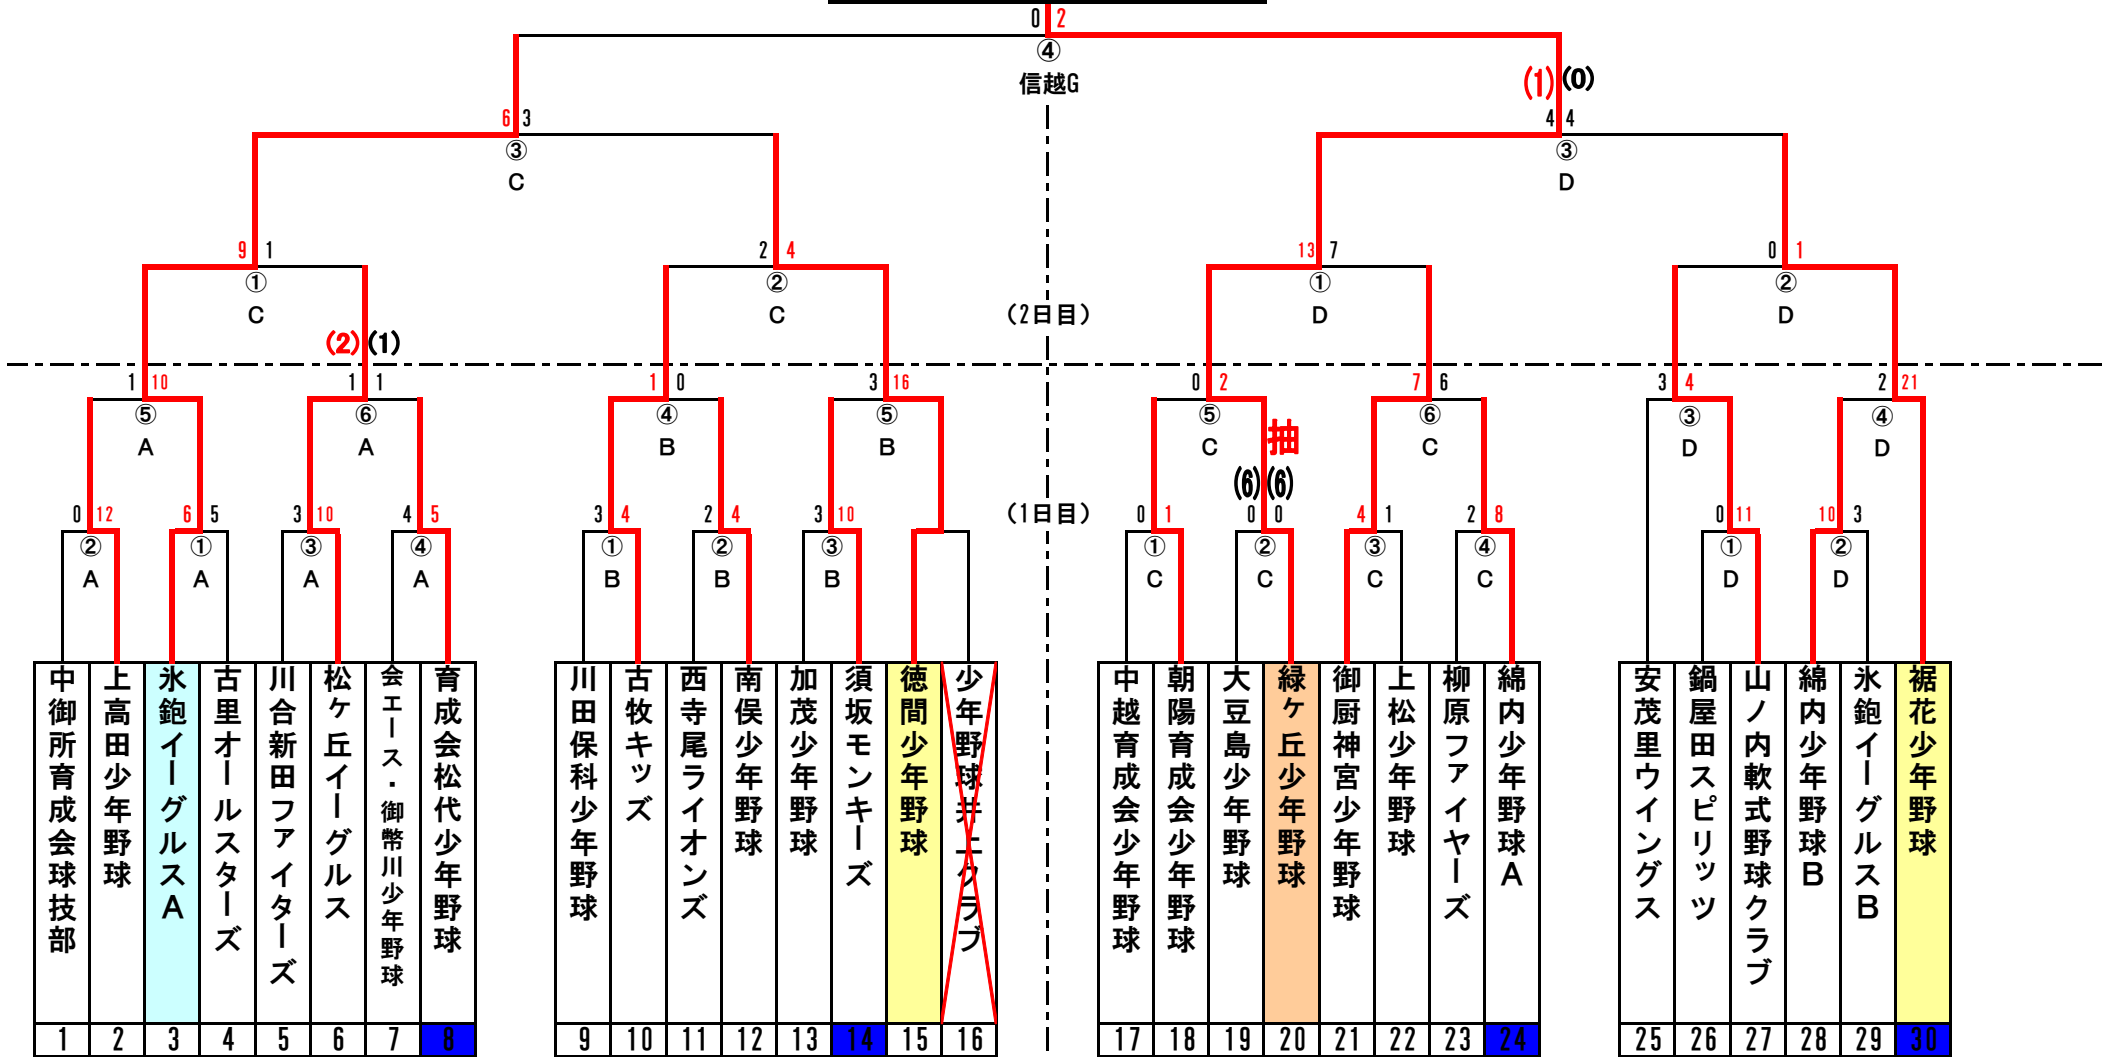 0 2
④
信越G
(1) (0)
6 3
③
C
4 4
③
D
9 1
①
C
2 4
②
C
13 7
①
D
0 1
②
D
(2日目)
(2) (1)
1 10
⑤
A
1 1
⑥
A
1 0
④
B
3 16
⑤
B
0 2
⑤
C
抽
(6) (6)
7 6
⑥
C
3 4
③
D
2 21
④
D
(1日目)
0 12
②
A
6 5
①
A
3 10
③
A
4 5
④
A
3 4
①
B
2 4
②
B
3 10
③
B
0 1
①
C
0 0
②
C
4 1
③
C
2 8
④
C
0 11
①
D
10 3
②
D
中御所育成会球技部
上高田少年野球
氷鉋イーグルスA
古里オールスターズ
川合新田ファイターズ
松ヶ丘イーグルス
会エース・御幣川少年野球
育成会松代少年野球
川田保科少年野球
古牧キッズ
西寺尾ライオンズ
南俣少年野球
加茂少年野球
須坂モンキーズ
徳間少年野球
少年野球井上クラブ
中越育成会少年野球
朝陽育成会少年野球
大豆島少年野球
緑ヶ丘少年野球
御厨神宮少年野球
上松少年野球
柳原ファイヤーズ
綿内少年野球A
安茂里ウイングス
鍋屋田スピリッツ
山ノ内軟式野球クラブ
綿内少年野球B
氷鉋イーグルスB
裾花少年野球
1 2 3 4 5 6 7 8 9 10 11 12 13 14 15 16 17 18 19 20 21 22 23 24 25 26 27 28 29 30